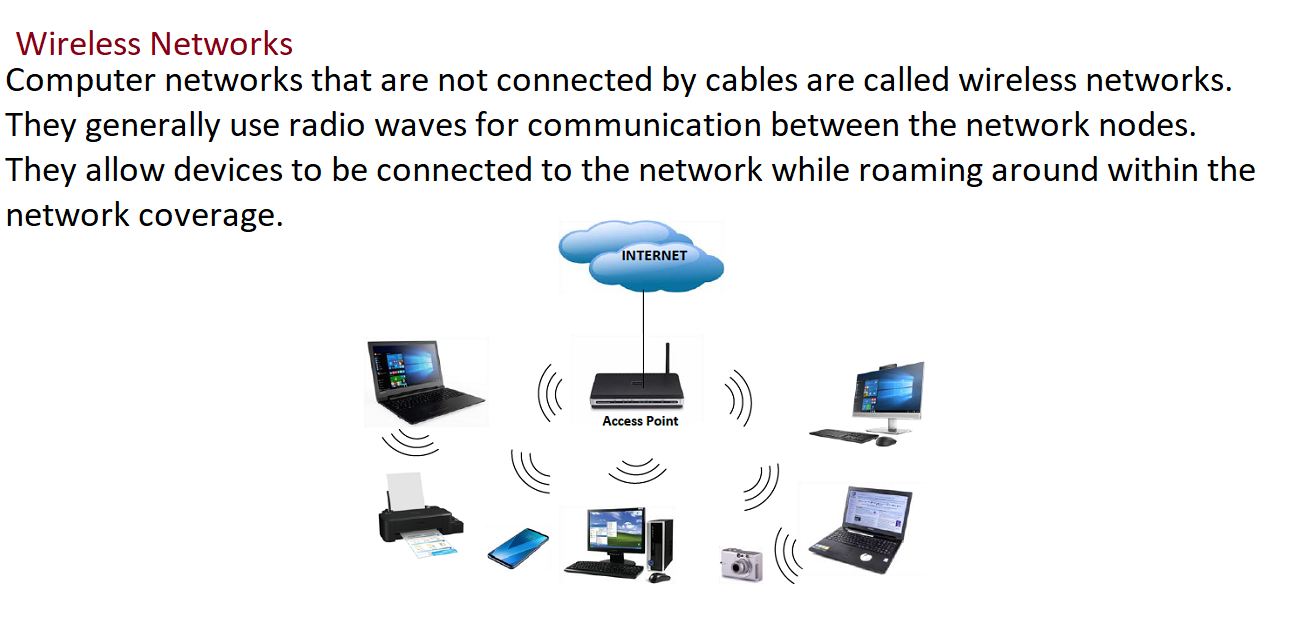 Wireless Networks
Computer networks that are not connected by cables are called wireless networks.
They generally use radio waves for communication between the network nodes.
They allow devices to be connected to the network while roaming around within the
network coverage.
INTERNET
Access Point